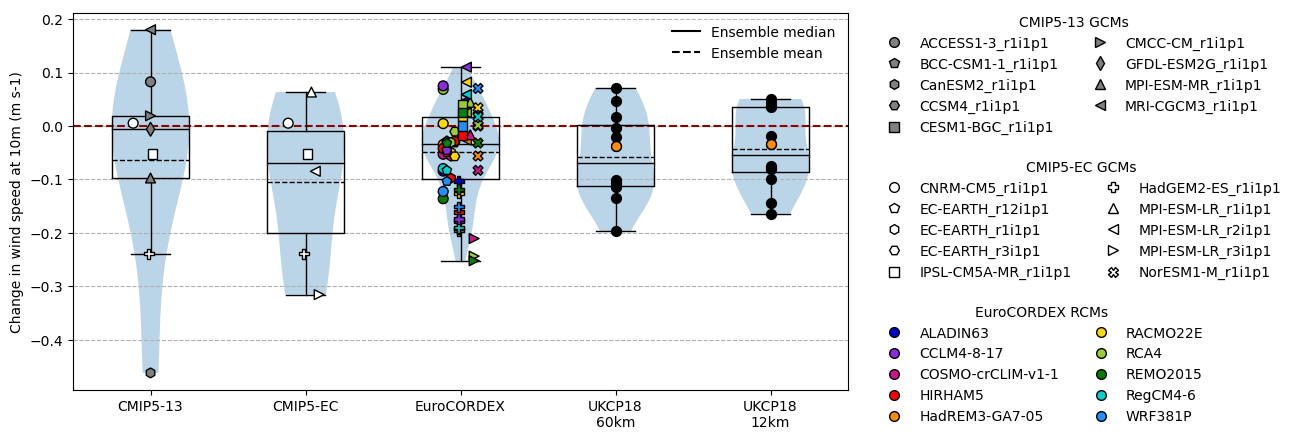 Change in wind speed at 10m (m s-1)
0.2
0.1
0.0
−0.1
−0.2
−0.3
−0.4
Ensemble median
Ensemble mean
CMIP5-13
CMIP5-EC
EuroCORDEX
UKCP18
60km
UKCP18
12km
CMIP5-13 GCMs
ACCESS1-3_r1i1p1
BCC-CSM1-1_r1i1p1
CanESM2_r1i1p1
CCSM4_r1i1p1
CESM1-BGC_r1i1p1
CMCC-CM_r1i1p1
GFDL-ESM2G_r1i1p1
MPI-ESM-MR_r1i1p1
MRI-CGCM3_r1i1p1
CMIP5-EC GCMs
CNRM-CM5_r1i1p1
EC-EARTH_r12i1p1
EC-EARTH_r1i1p1
EC-EARTH_r3i1p1
IPSL-CM5A-MR_r1i1p1
HadGEM2-ES_r1i1p1
MPI-ESM-LR_r1i1p1
MPI-ESM-LR_r2i1p1
MPI-ESM-LR_r3i1p1
NorESM1-M_r1i1p1
EuroCORDEX RCMs
ALADIN63
CCLM4-8-17
COSMO-crCLIM-v1-1
HIRHAM5
HadREM3-GA7-05
RACMO22E
RCA4
REMO2015
RegCM4-6
WRF381P